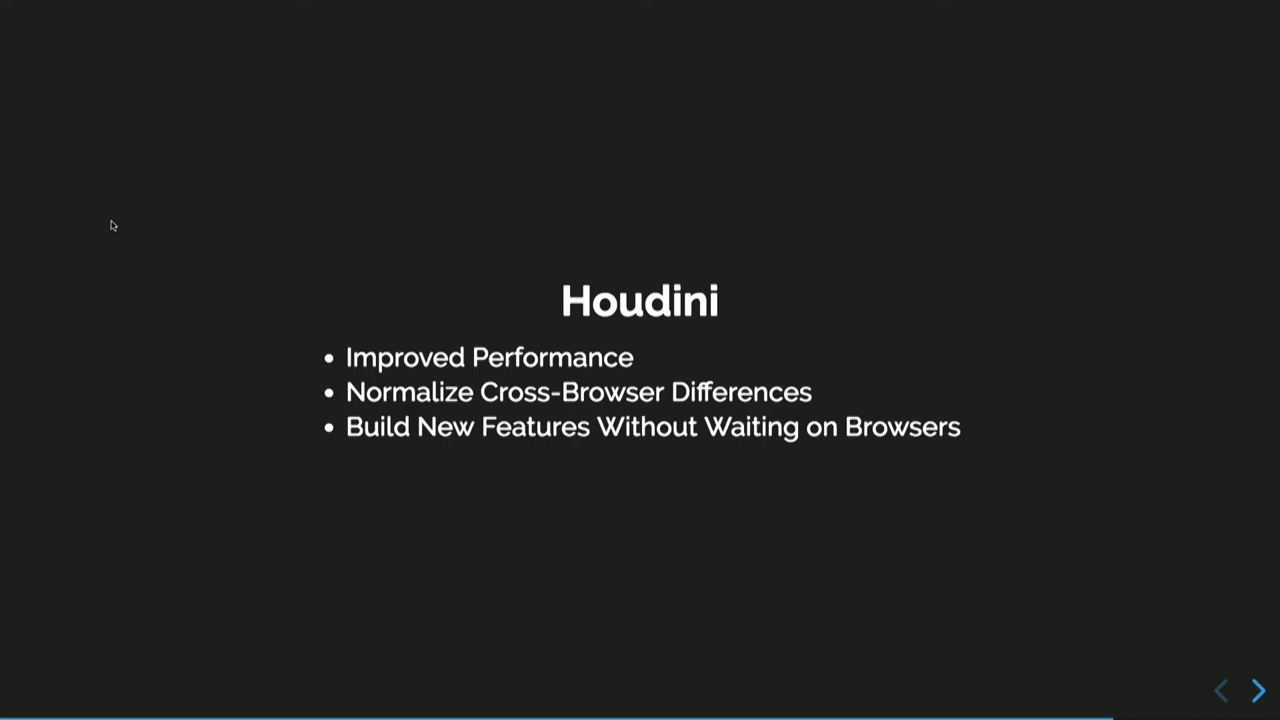 Houdini
• Improved Performance
• Normalize Cross-Browser Differences
• Build New Features Without Waiting on Browsers